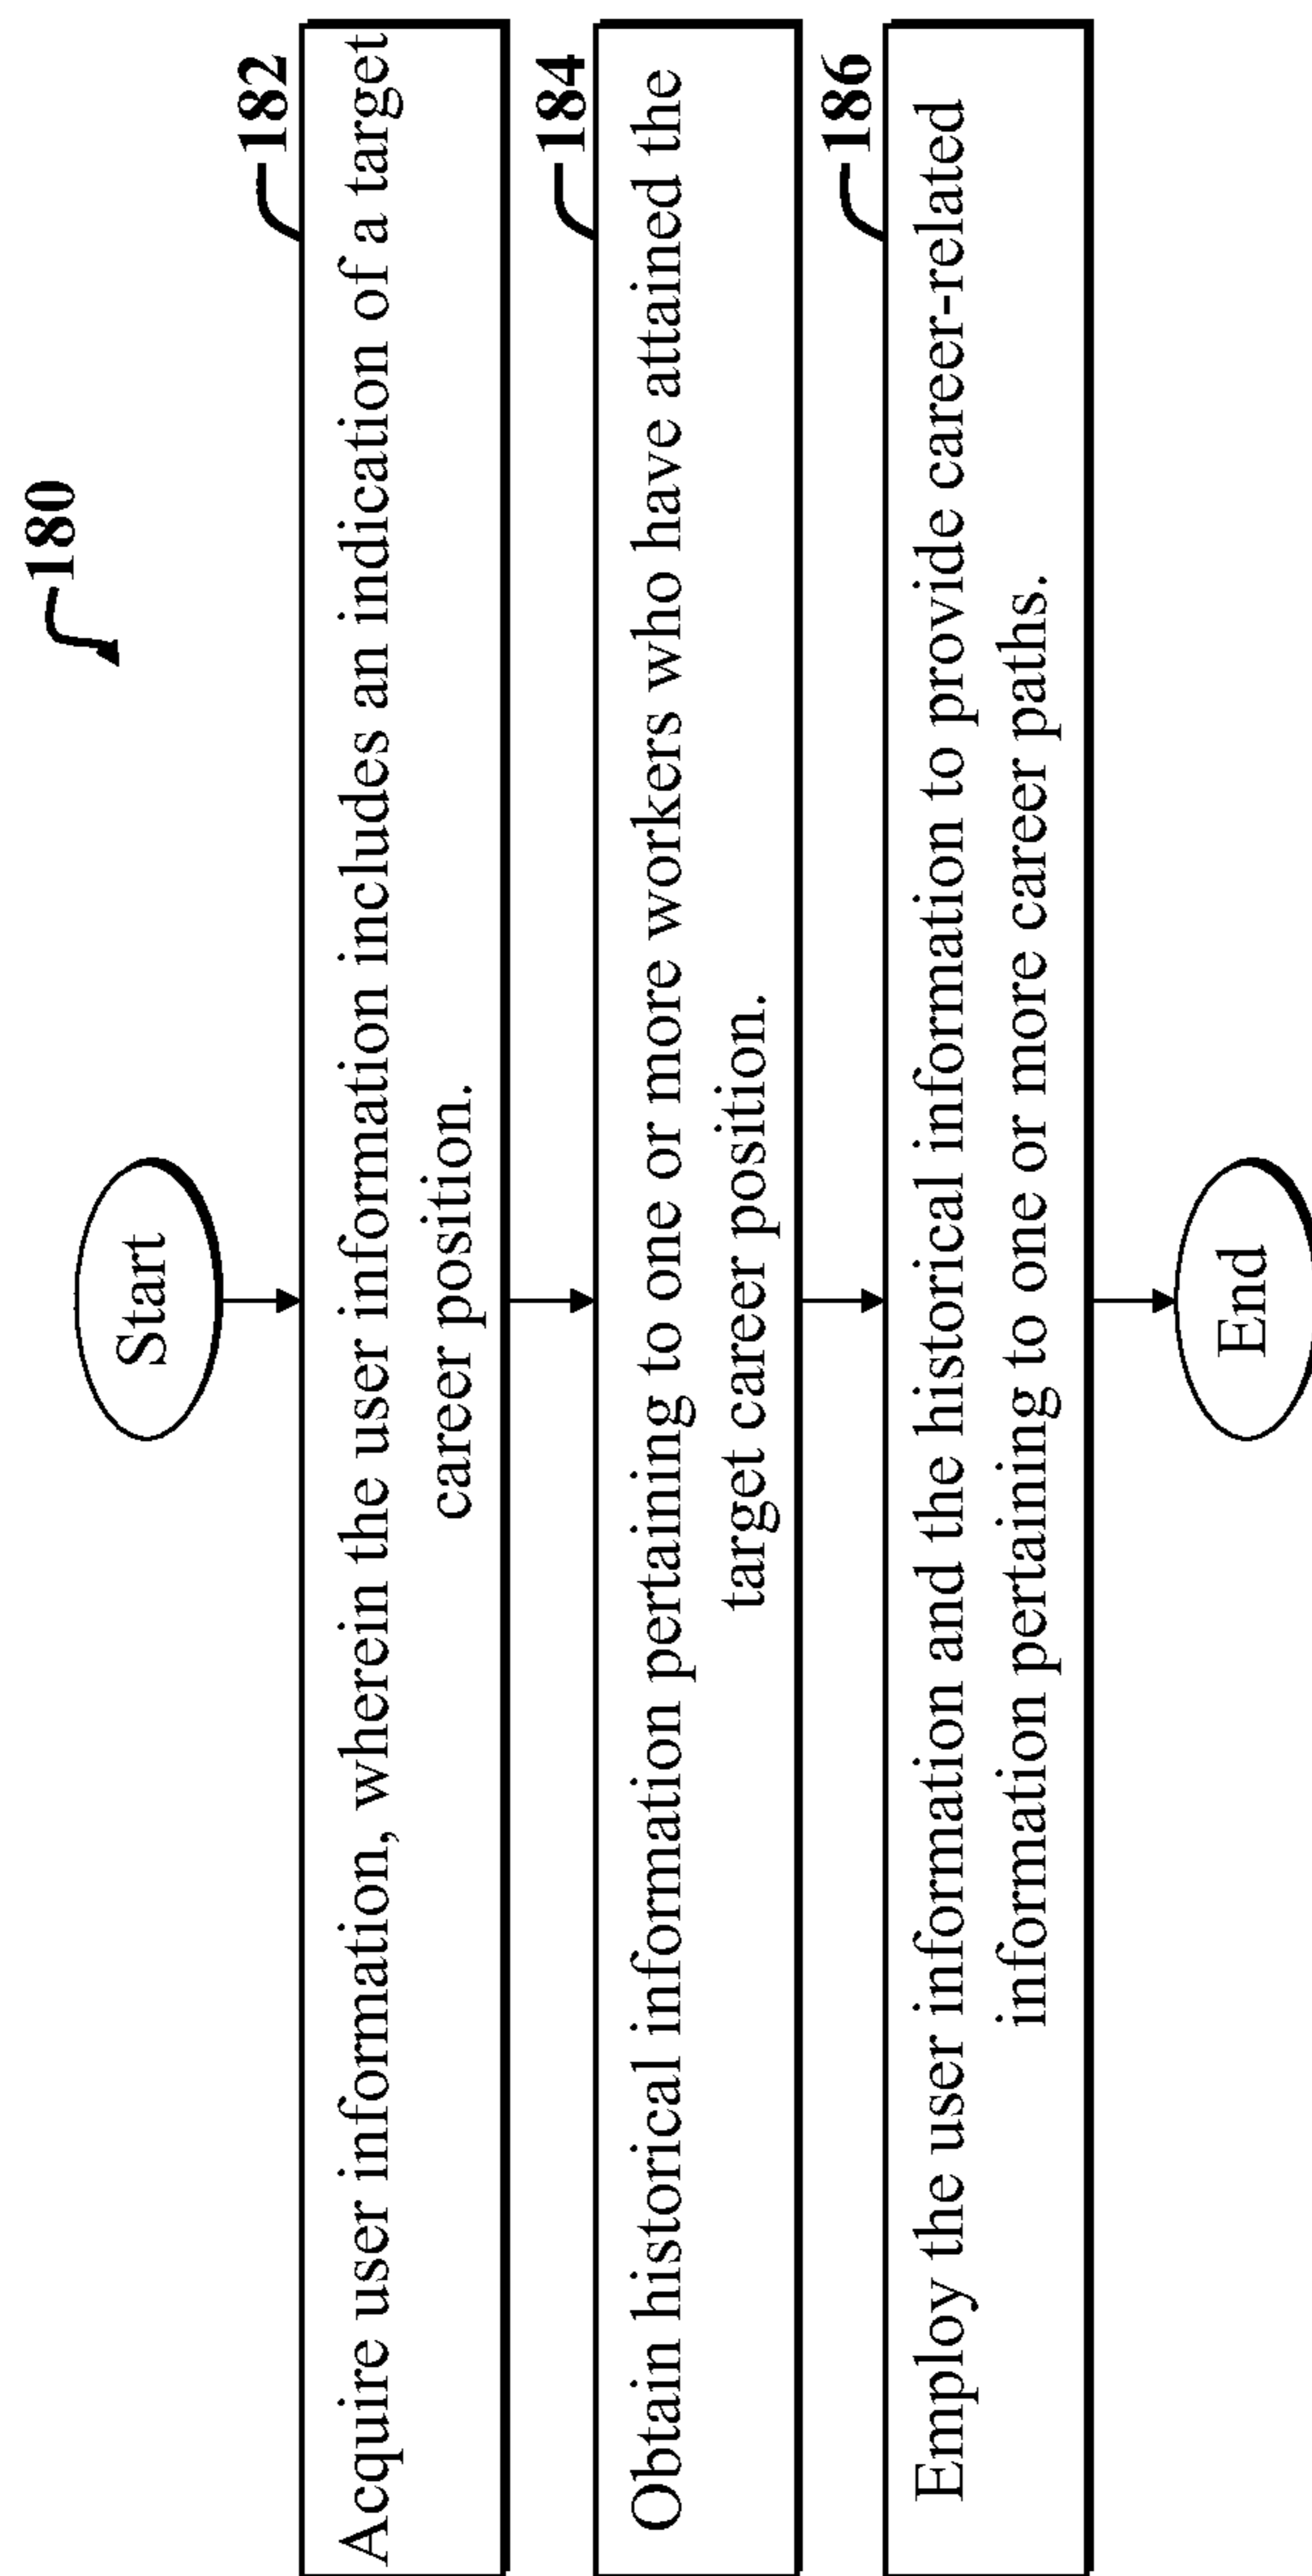 180
Start
182
Acquire user information, wherein the user information includes an indication of a target
career position.
184
Obtain historical information pertaining to one or more workers who have attained the
target career position.
186
Employ the user information and the historical information to provide career-related
information pertaining to one or more career paths.
End